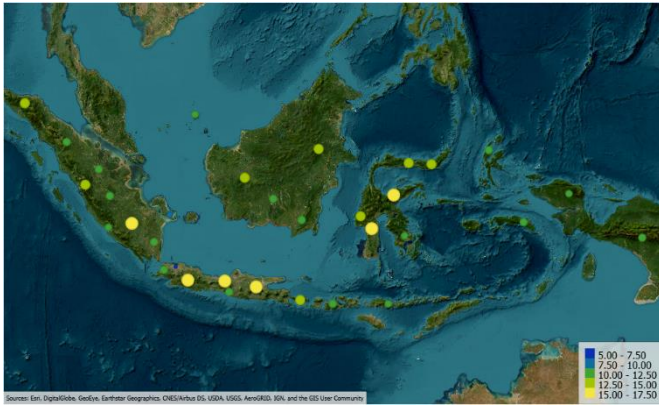 5.00 - 7.50
7.50 - 10.00
10.00 - 12.50
12.50 - 15.00
15.00 - 17.50
Sources: Esri, DigitalGlobe, GeoEye, Earthstar Geographics, CNES/Airbus DS, USDA, USGS, AeroGRID, IGN, and the GIS User Community